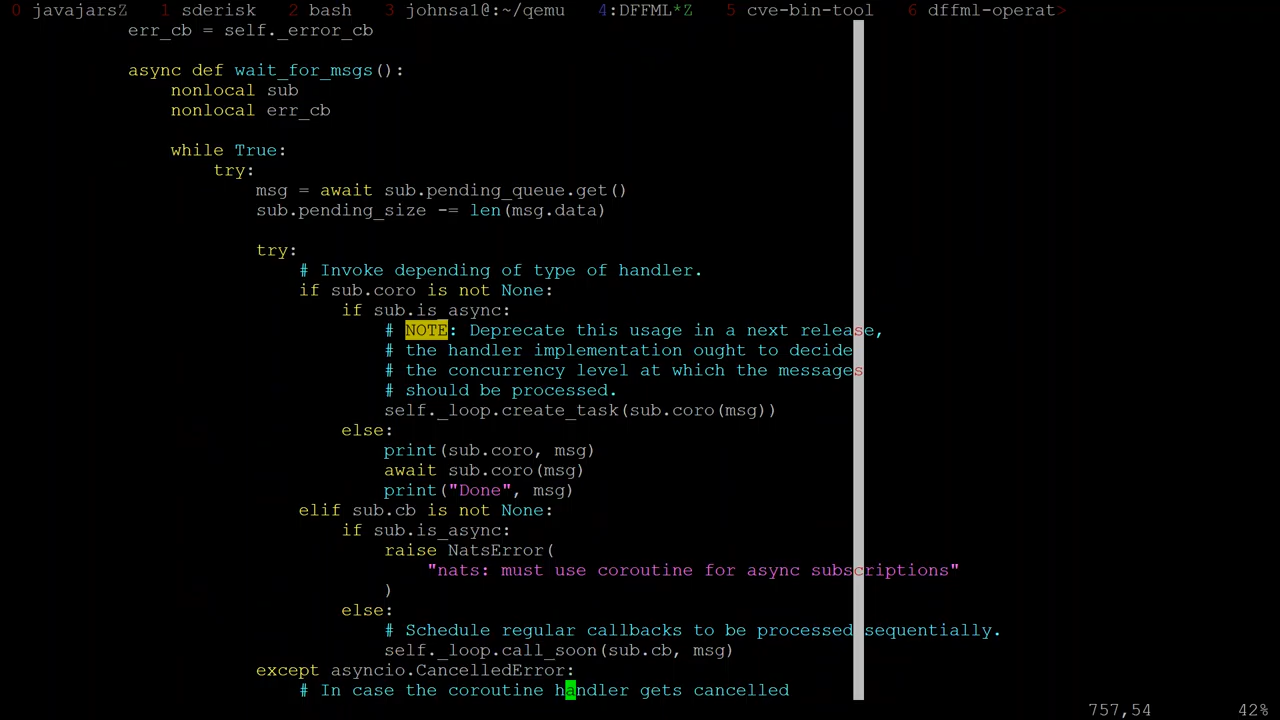 0 javajarsZ  1 sderisk  2 bash  3 johnsa1@:~/qemu  4:DFFML*Z  5 cve-bin-tool  6 dffml-operat>
err_cb = self._error_cb
async def wait_for_msgs():
nonlocal sub
nonlocal err_cb
while True:
try:
msg = await sub.pending_queue.get()
sub.pending_size -= len(msg.data)
try:
# Invoke depending of type of handler.
if sub.coro is not None:
if sub.is_async:
# NOTE: Deprecate this usage in a next release,
# the handler implementation ought to decide
# the concurrency level at which the messages
# should be processed.
self._loop.create_task(sub.coro(msg))
else:
print(sub.coro, msg)
await sub.coro(msg)
print("Done", msg)
elif sub.cb is not None:
if sub.is_async:
raise NatsError(
"nats: must use coroutine for async subscriptions"
)
else:
# Schedule regular callbacks to be processed sequentially.
self._loop.call_soon(sub.cb, msg)
except asyncio.CancelledError:
# In case the coroutine handler gets cancelled
757,54 42%